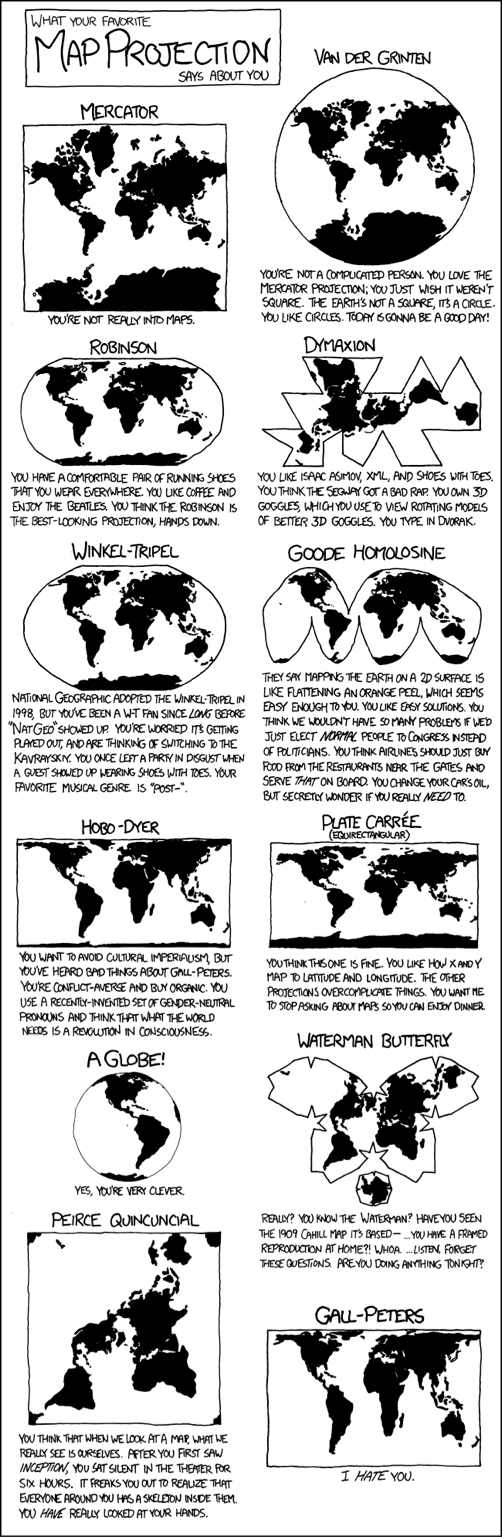 WHAT YOUR FAVORITE
MAP PROJECTION
SAYS ABOUT YOU
MERCATOR
YOU'RE NOT REALLY INTO MAPS.
VAN DER GRINTEN
YOU'RE NOT A COMPLICATED PERSON. YOU LOVE THE
MERCATOR PROJECTION; YOU JUST WISH IT WEREN'T
SQUARE. THE EARTH'S NOT A SQUARE, IT'S A CIRCLE.
YOU LIKE CIRCLES. TODAY IS GONNA BE A GOOD DAY!
ROBINSON
YOU HAVE A COMFORTABLE PAIR OF RUNNING SHOES
THAT YOU WEAR EVERYWHERE. YOU LIKE COFFEE AND
ENJOY THE BEATLES. YOU THINK THE ROBINSON IS
THE BEST-LOOKING PROJECTION, HANDS DOWN.
DYMAXION
YOU LIKE ISAAC ASIMOV, XML, AND SHOES WITH TOES.
YOU THINK THE SEGWAY GOT A BAD RAP. YOU OWN 3D
GOGGLES, WHICH YOU USE TO VIEW ROTATING MODELS
OF BETTER 3D GOGGLES. YOU TYPE IN DVORAK.
WINKEL-TRIPEL
NATIONAL GEOGRAPHIC ADOPTED THE WINKEL-TRIPEL IN
1998, BUT YOU'VE BEEN A W-T FAN SINCE LONG BEFORE
"NAT GEO" SHOWED UP. YOU'RE WORRIED IT'S GETTING
PLAYED OUT, AND ARE THINKING OF SWITCHING TO THE
KAVRAYSKIY. YOU ONCE LEFT A PARTY IN DISGUST WHEN
A GUEST SHOWED UP WEARING SHOES WITH TOES. YOUR
FAVORITE MUSICAL GENRE IS "POST-".
GOODE HOMOLOSINE
THEY SAY MAPPING THE EARTH ON A 2D SURFACE IS
LIKE FLATTENING AN ORANGE PEEL, WHICH SEEMS
EASY ENOUGH TO YOU. YOU LIKE EASY SOLUTIONS. YOU
THINK WE WOULDN'T HAVE SO MANY PROBLEMS IF WE'D
JUST ELECT NORMAL PEOPLE TO CONGRESS INSTEAD
OF POLITICIANS. YOU THINK AIRLINES SHOULD JUST BUY
FOOD FROM THE RESTAURANTS NEAR THE GATES AND
SERVE THAT ON BOARD. YOU CHANGE YOUR CAR'S OIL,
BUT SECRETLY WONDER IF YOU REALLY NEED TO.
HOBO-DYER
YOU WANT TO AVOID CULTURAL IMPERIALISM, BUT
YOU'VE HEARD BAD THINGS ABOUT GALL-PETERS.
YOU'RE CONFLICT-AVERSE AND BUY ORGANIC. YOU
USE A RECENTLY-INVENTED SET OF GENDER-NEUTRAL
PRONOUNS AND THINK THAT WHAT THE WORLD
NEEDS IS A REVOLUTION IN CONSCIOUSNESS.
PLATE CARRÉE
(EQUIRECTANGULAR)
YOU THINK THIS ONE IS FINE. YOU LIKE HOW X AND Y
MAP TO LATITUDE AND LONGITUDE. THE OTHER
PROJECTIONS OVERCOMPLICATE THINGS. YOU WANT ME
TO STOP ASKING ABOUT MAPS SO YOU CAN ENJOY DINNER.
A GLOBE!
YES, YOU'RE VERY CLEVER.
WATERMAN BUTTERFLY
REALLY? YOU KNOW THE WATERMAN? HAVE YOU SEEN
THE 1909 CAHILL MAP IT'S BASED— ...YOU HAVE A FRAMED
REPRODUCTION AT HOME?! WHOA. ...LISTEN. FORGET
THESE QUESTIONS. ARE YOU DOING ANYTHING TONIGHT?
PEIRCE QUINCUNCIAL
YOU THINK THAT WHEN WE LOOK AT A MAP, WHAT WE
REALLY SEE IS OURSELVES. AFTER YOU FIRST SAW
INCEPTION, YOU SAT SILENT IN THE THEATER FOR
SIX HOURS. IT FREAKS YOU OUT TO REALIZE THAT
EVERYONE AROUND YOU HAS A SKELETON INSIDE THEM.
YOU HAVE REALLY LOOKED AT YOUR HANDS.
GALL-PETERS
I HATE YOU.